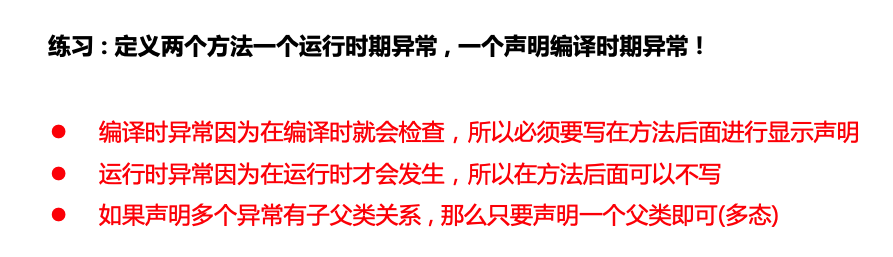 练习：定义两个方法一个运行时期异常，一个声明编译时期异常！
● 编译时异常因为在编译时就会检查，所以必须要写在方法后面进行显示声明
● 运行时异常因为在运行时才会发生，所以在方法后面可以不写
● 如果声明多个异常有子父类关系，那么只要声明一个父类即可(多态)